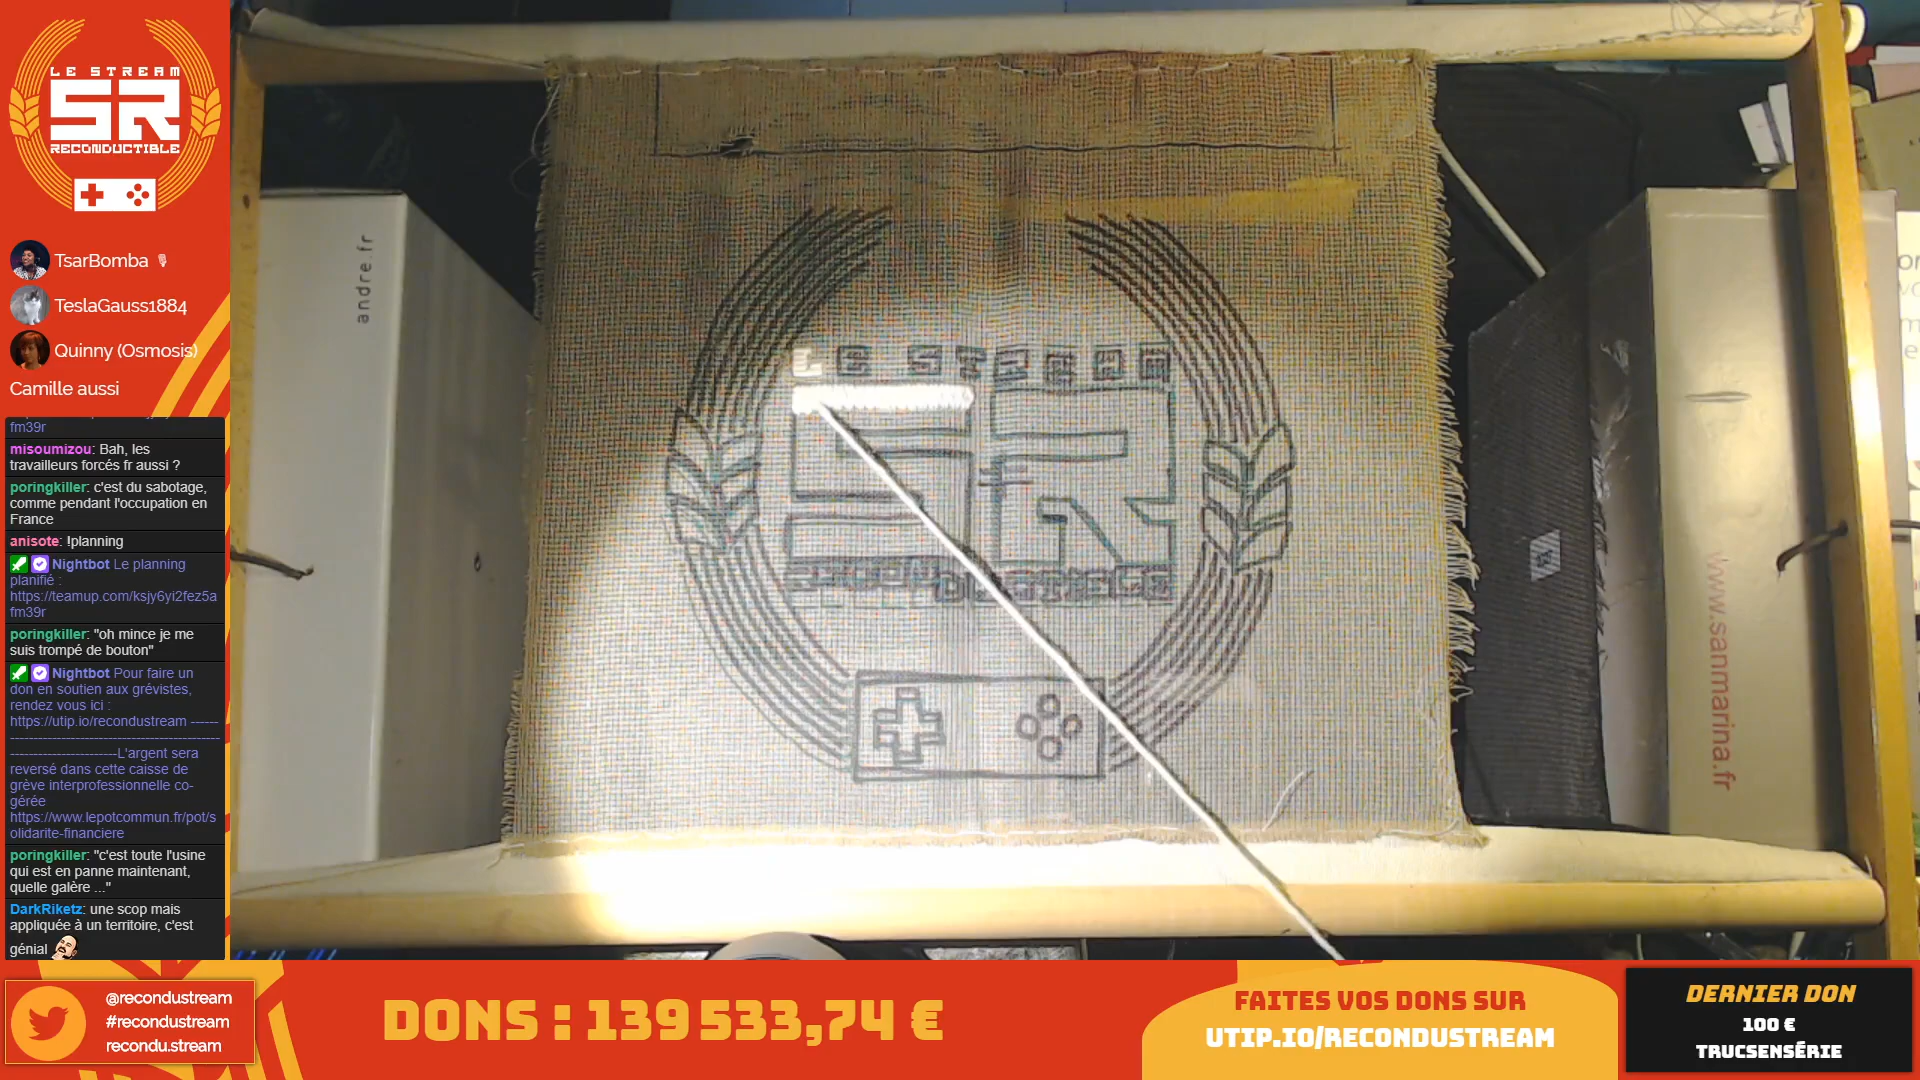 LE STREAM
SR
RECONDUCTIBLE
TsarBomba
TeslaGauss1884
Quinny (Osmosis)
Camille aussi
fm39r
misoumizou: Bah, les
travailleurs forcés fr aussi ?
poringkiller: c'est du sabotage,
comme pendant l'occupation en
France
anisote: !planning
Nightbot Le planning
planifié :
https://teamup.com/ksjy6yi2fez5a
fm39r
poringkiller: "oh mince je me
suis trompé de bouton"
Nightbot Pour faire un
don en soutien aux grévistes,
rendez vous ici :
https://utip.io/recondustream ------
-----------------------------------------------
------------------------L'argent sera
reversé dans cette caisse de
grève interprofessionnelle co-
gérée
https://www.lepotcommun.fr/pot/s
olidarite-financiere
poringkiller: "c'est toute l'usine
qui est en panne maintenant,
quelle galère ..."
DarkRiketz: une scop mais
appliquée à un territoire, c'est
génial
andre.fr
LE STREAM
SR
www.sanmarina.fr
@recondustream
#recondustream
recondu.stream
DONS : 139 533,74 €
FAITES VOS DONS SUR
UTIP.IO/RECONDUSTREAM
DERNIER DON
100 €
TRUCSENSÉRIE